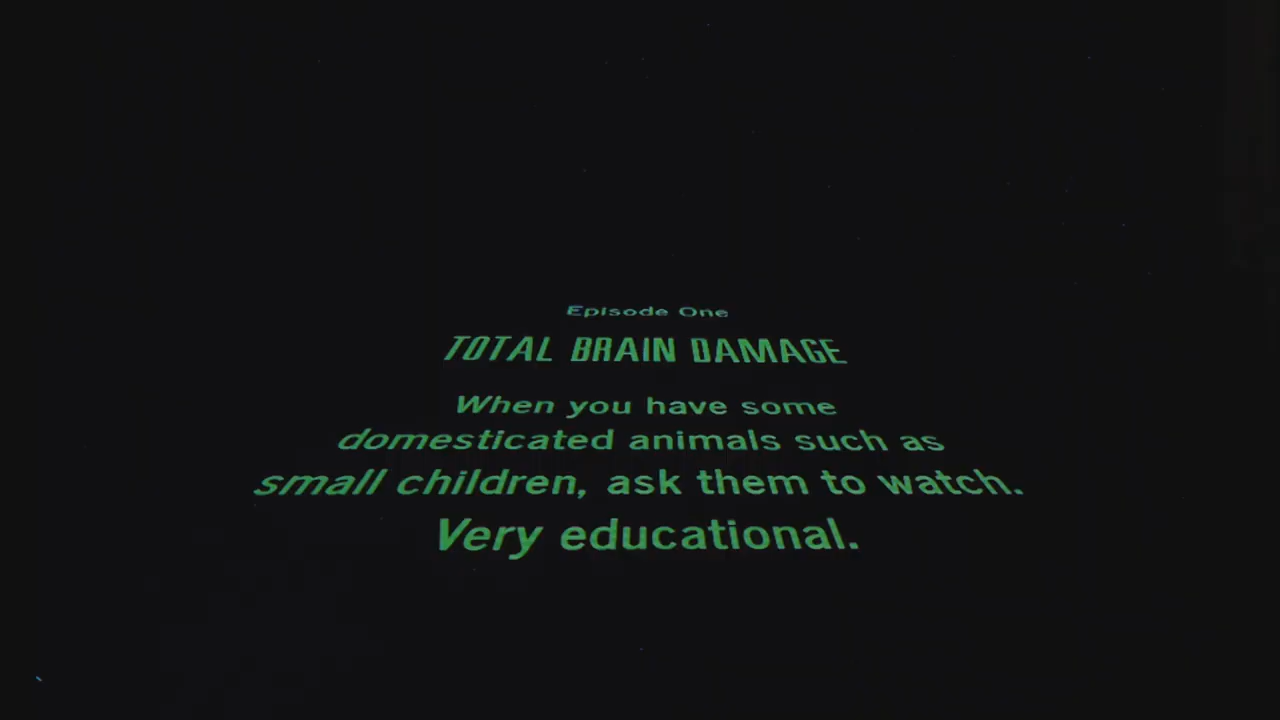 Episode One
TOTAL BRAIN DAMAGE
When you have some
domesticated animals such as
small children, ask them to watch.
Very educational.